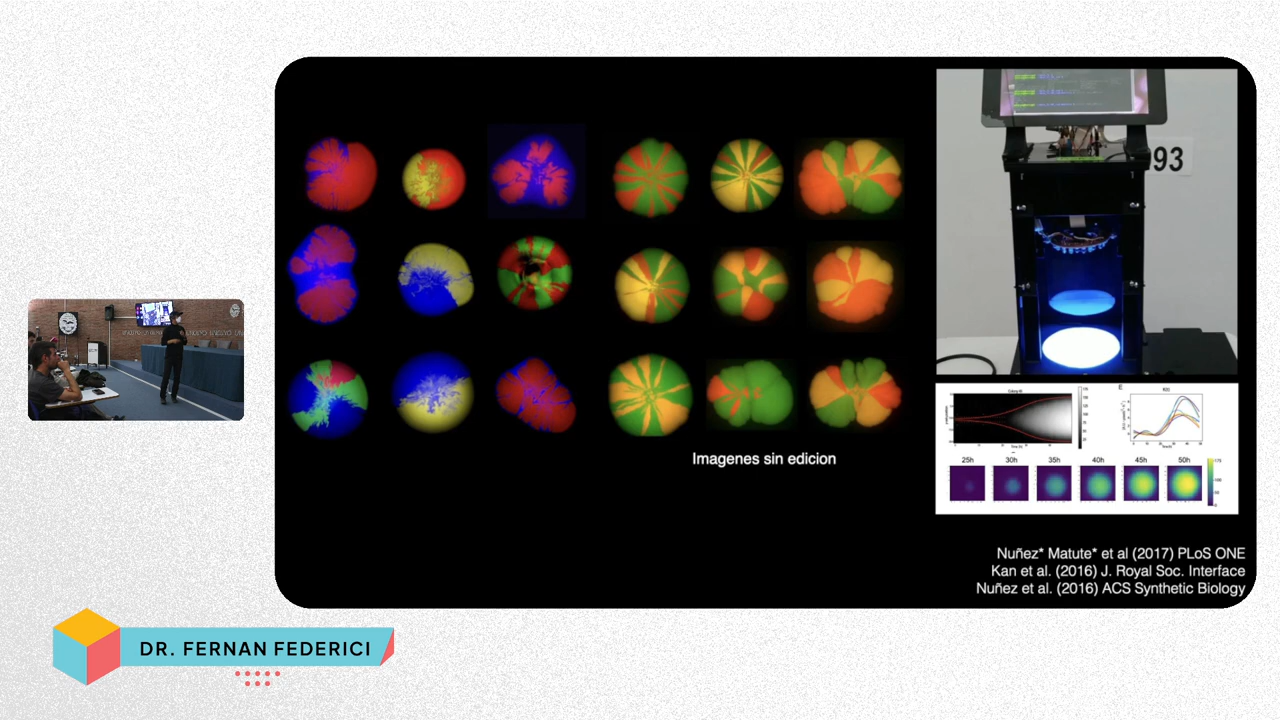 93
Imagenes sin edicion
E
25h
30h
35h
40h
45h
50h
Nuñez* Matute* et al (2017) PLoS ONE
Kan et al. (2016) J. Royal Soc. Interface
Nuñez et al. (2016) ACS Synthetic Biology
DR. FERNAN FEDERICI